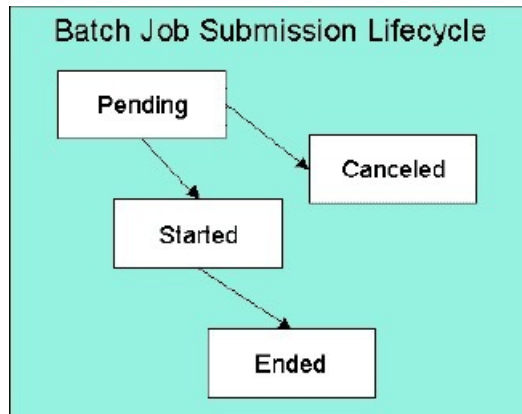 Batch Job Submission Lifecycle
Pending
Canceled
Started
Ended